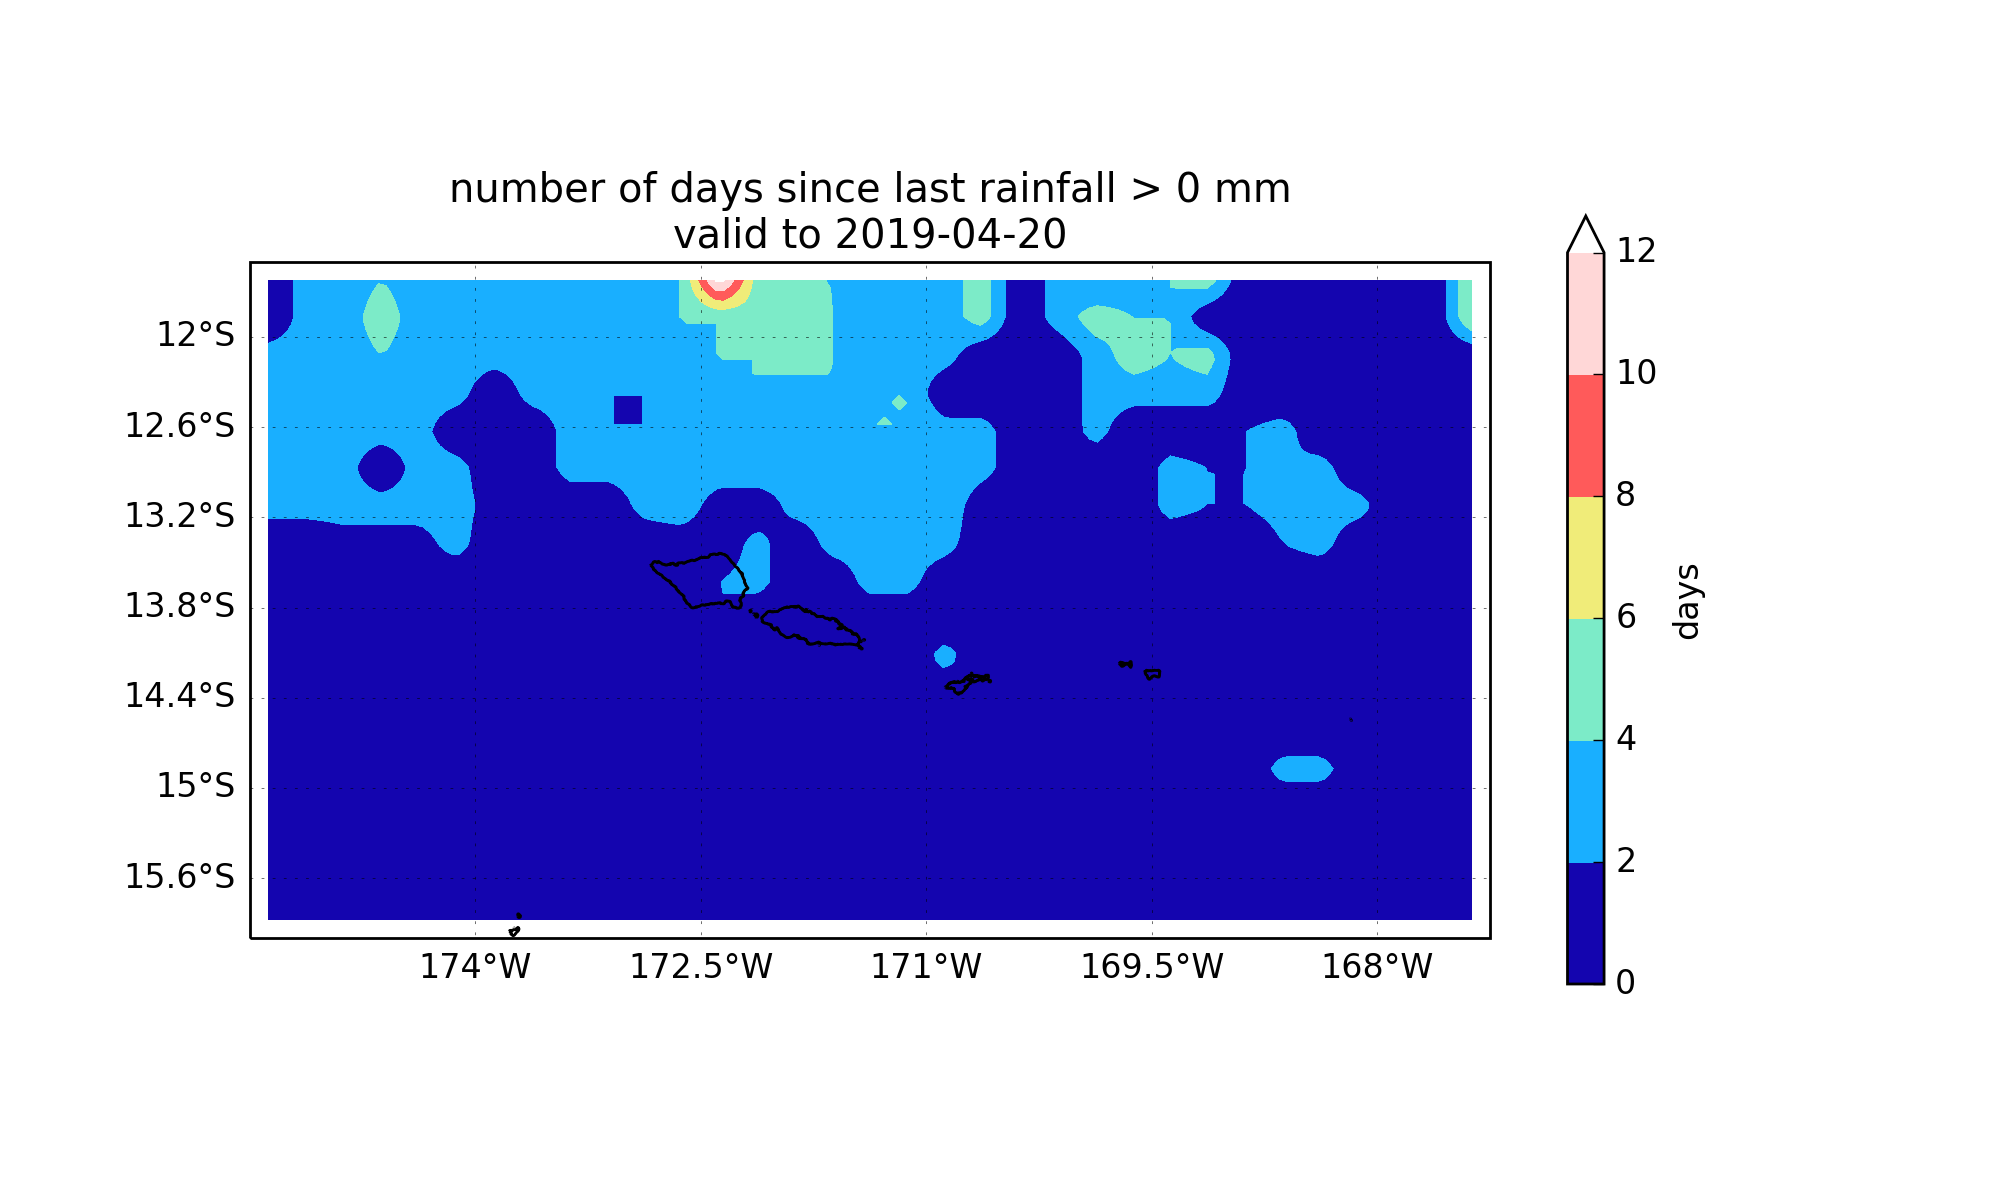 number of days since last rainfall > 0 mm
valid to 2019-04-20
12°S
12.6°S
13.2°S
13.8°S
14.4°S
15°S
15.6°S
174°W
172.5°W
171°W
169.5°W
168°W
12
10
8
6
4
2
0
days